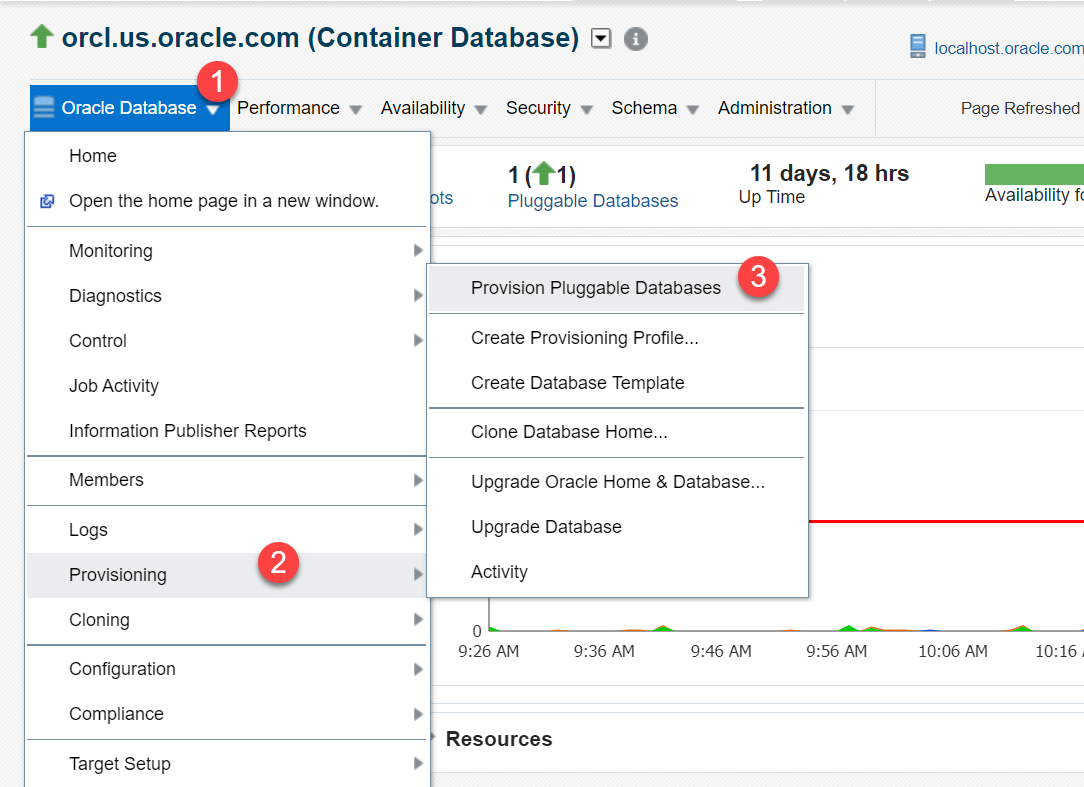 orcl.us.oracle.com (Container Database)
localhost.oracle.com
1
Oracle Database
Performance
Availability
Security
Schema
Administration
Page Refreshed
Home
Open the home page in a new window.
Monitoring
Diagnostics
Control
Job Activity
Information Publisher Reports
Members
Logs
Provisioning
2
Cloning
Configuration
Compliance
Target Setup
ots
1 (1)
Pluggable Databases
11 days, 18 hrs
Up Time
Availability fo
Provision Pluggable Databases
3
Create Provisioning Profile...
Create Database Template
Clone Database Home...
Upgrade Oracle Home & Database...
Upgrade Database
Activity
0
9:26 AM
9:36 AM
9:46 AM
9:56 AM
10:06 AM
10:16
Resources